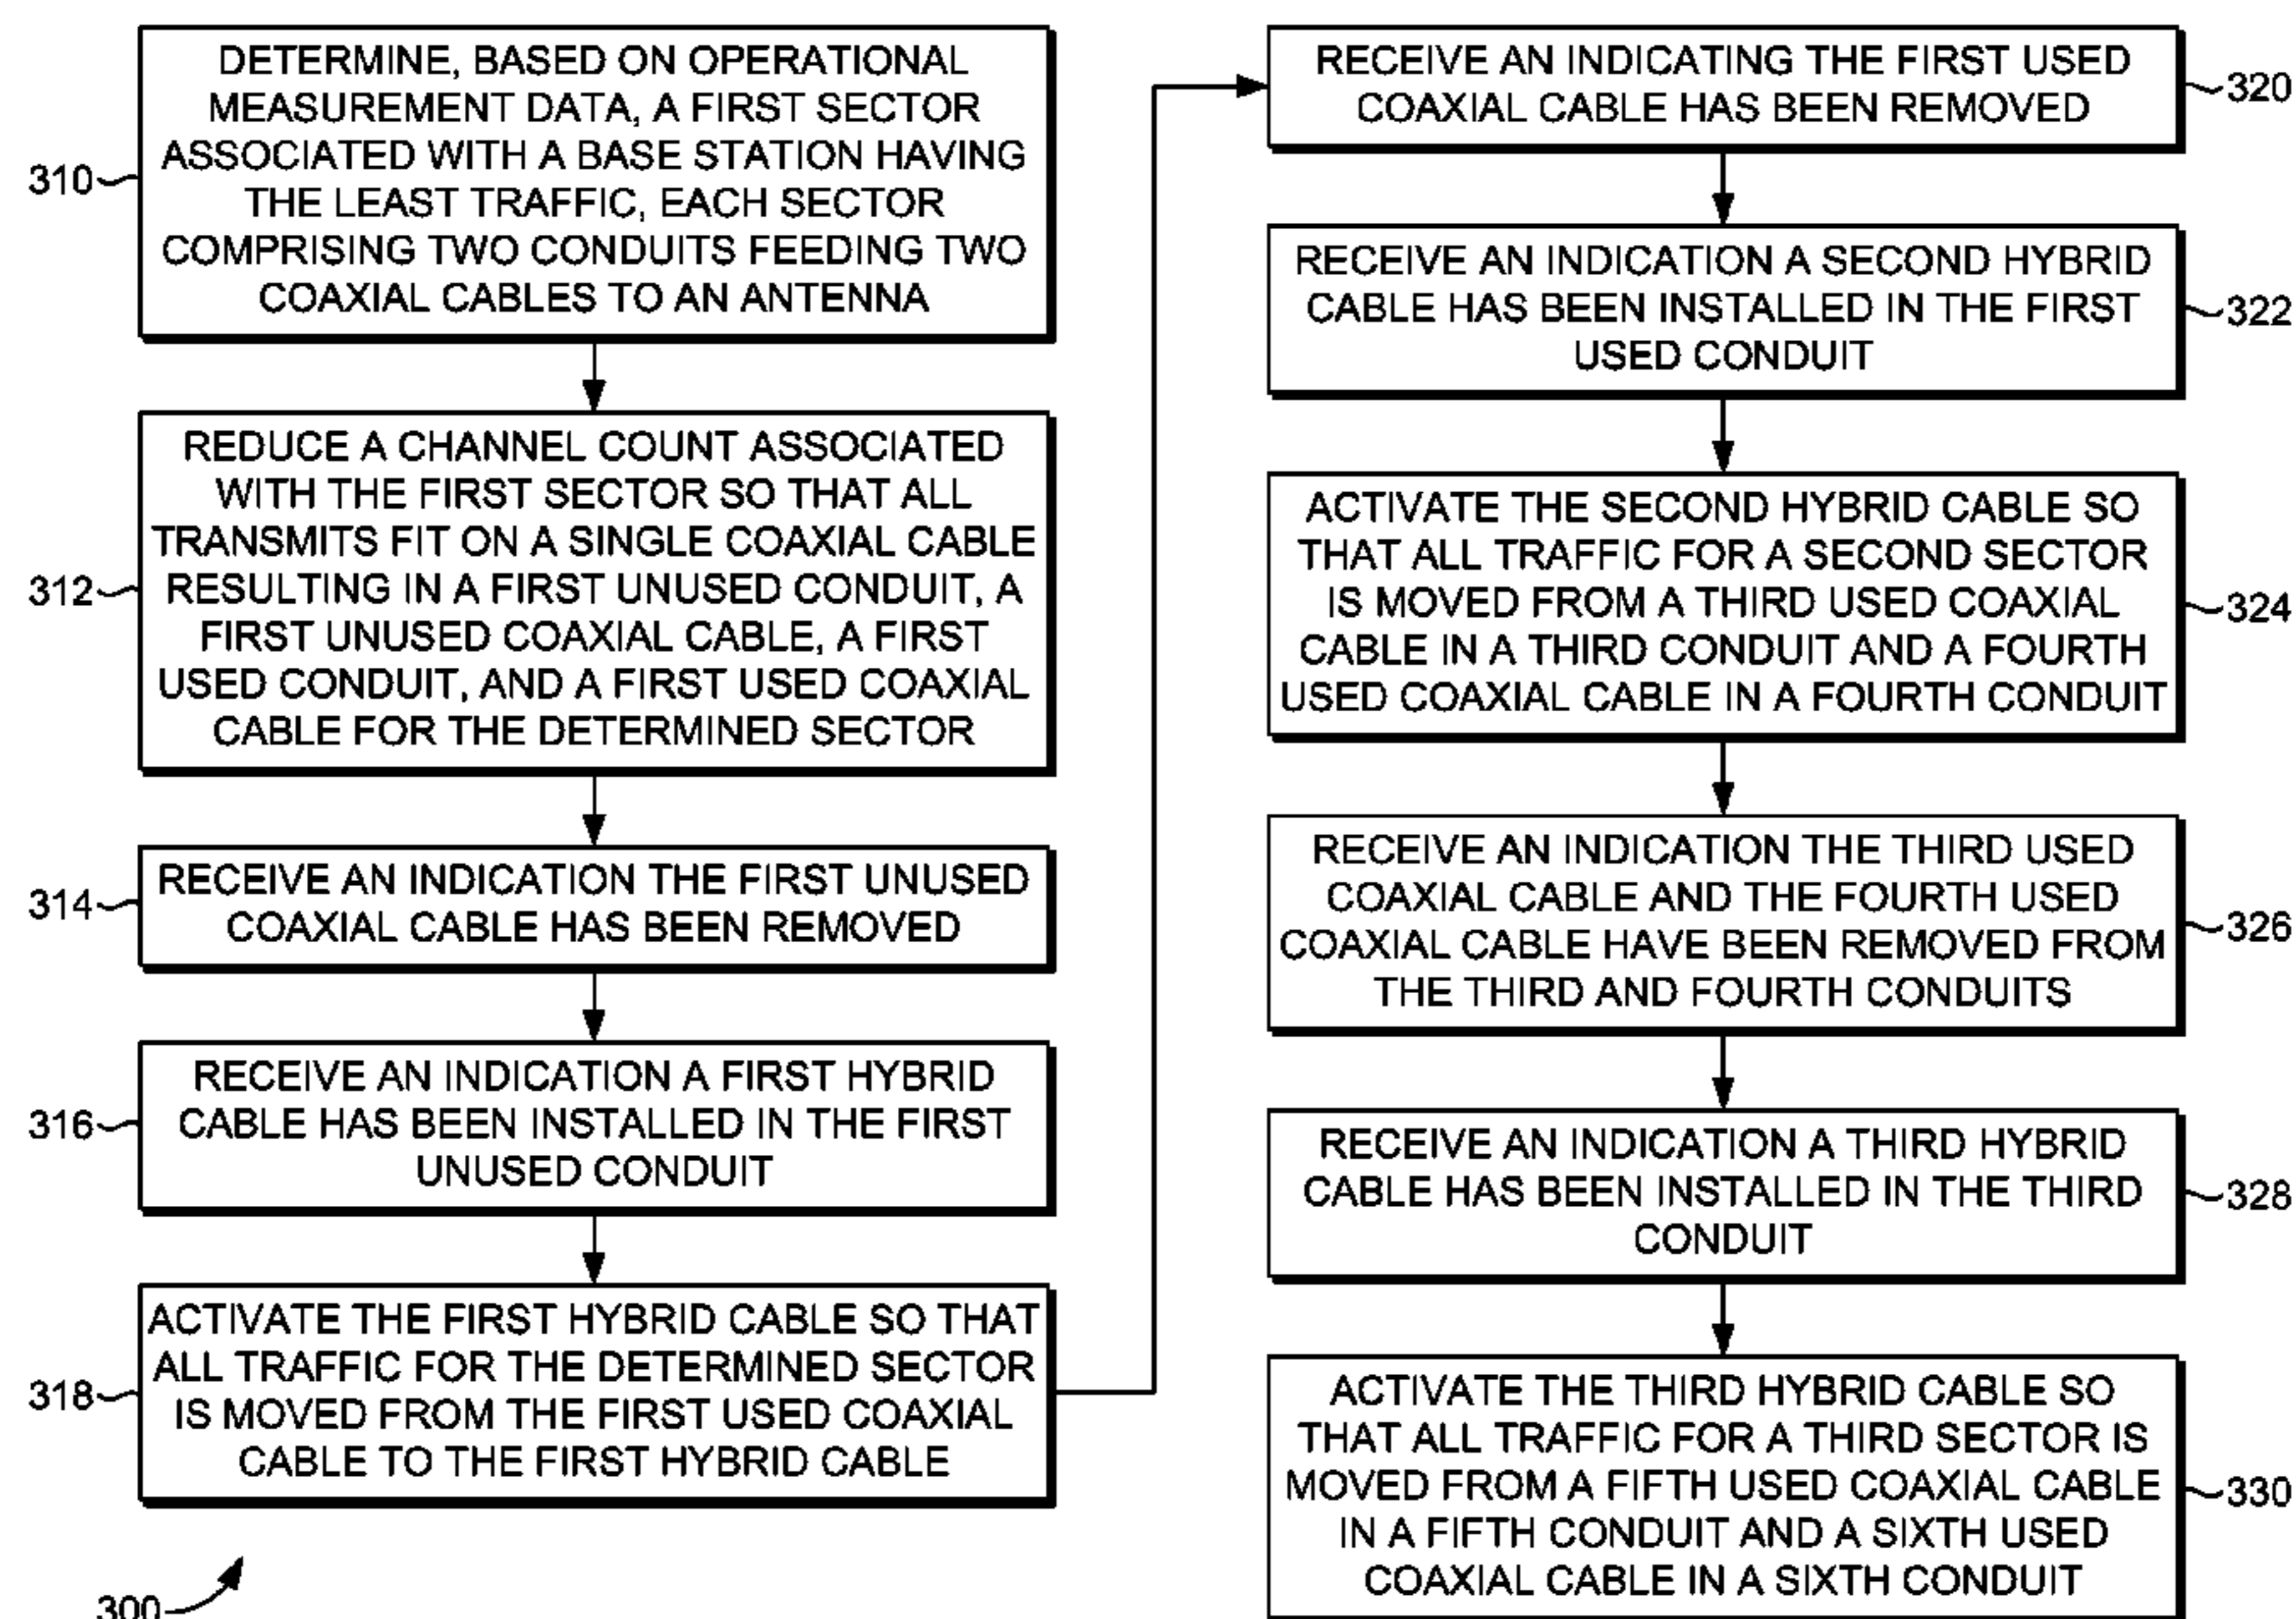 310
DETERMINE, BASED ON OPERATIONAL
MEASUREMENT DATA, A FIRST SECTOR
ASSOCIATED WITH A BASE STATION HAVING
THE LEAST TRAFFIC, EACH SECTOR
COMPRISING TWO CONDUITS FEEDING TWO
COAXIAL CABLES TO AN ANTENNA
312
REDUCE A CHANNEL COUNT ASSOCIATED
WITH THE FIRST SECTOR SO THAT ALL
TRANSMITS FIT ON A SINGLE COAXIAL CABLE
RESULTING IN A FIRST UNUSED CONDUIT, A
FIRST UNUSED COAXIAL CABLE, A FIRST
USED CONDUIT, AND A FIRST USED COAXIAL
CABLE FOR THE DETERMINED SECTOR
314
RECEIVE AN INDICATION THE FIRST UNUSED
COAXIAL CABLE HAS BEEN REMOVED
316
RECEIVE AN INDICATION A FIRST HYBRID
CABLE HAS BEEN INSTALLED IN THE FIRST
UNUSED CONDUIT
318
ACTIVATE THE FIRST HYBRID CABLE SO THAT
ALL TRAFFIC FOR THE DETERMINED SECTOR
IS MOVED FROM THE FIRST USED COAXIAL
CABLE TO THE FIRST HYBRID CABLE
300
RECEIVE AN INDICATING THE FIRST USED
COAXIAL CABLE HAS BEEN REMOVED
320
RECEIVE AN INDICATION A SECOND HYBRID
CABLE HAS BEEN INSTALLED IN THE FIRST
USED CONDUIT
322
ACTIVATE THE SECOND HYBRID CABLE SO
THAT ALL TRAFFIC FOR A SECOND SECTOR
IS MOVED FROM A THIRD USED COAXIAL
CABLE IN A THIRD CONDUIT AND A FOURTH
USED COAXIAL CABLE IN A FOURTH CONDUIT
324
RECEIVE AN INDICATION THE THIRD USED
COAXIAL CABLE AND THE FOURTH USED
COAXIAL CABLE HAVE BEEN REMOVED FROM
THE THIRD AND FOURTH CONDUITS
326
RECEIVE AN INDICATION A THIRD HYBRID
CABLE HAS BEEN INSTALLED IN THE THIRD
CONDUIT
328
ACTIVATE THE THIRD HYBRID CABLE SO
THAT ALL TRAFFIC FOR A THIRD SECTOR IS
MOVED FROM A FIFTH USED COAXIAL CABLE
IN A FIFTH CONDUIT AND A SIXTH USED
COAXIAL CABLE IN A SIXTH CONDUIT
330